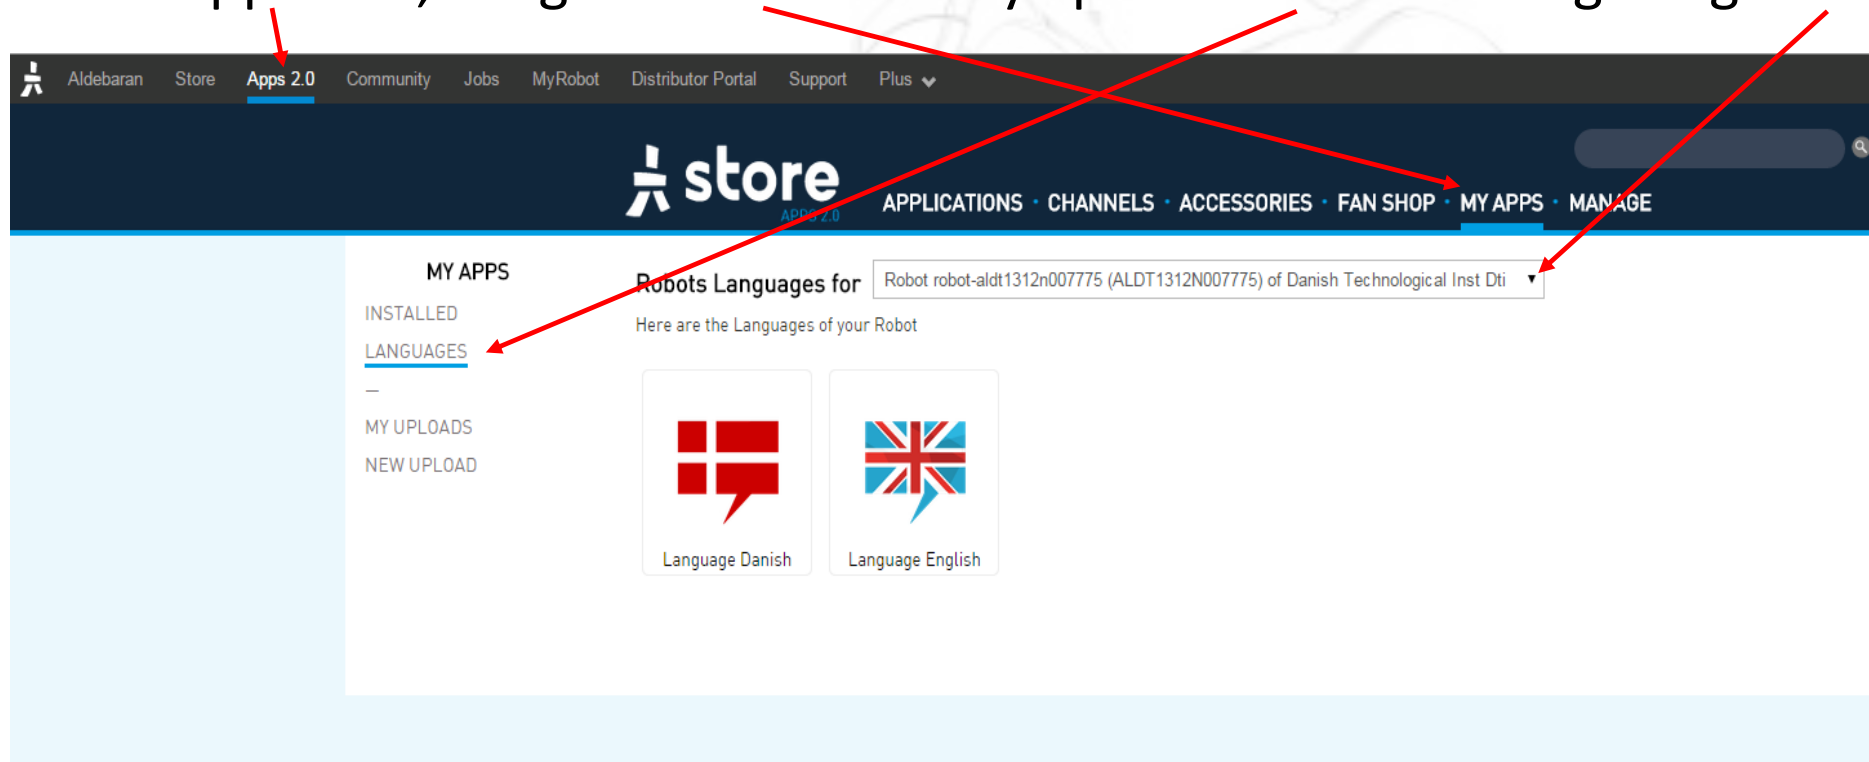 Aldebaran Store Apps 2.0 Community Jobs MyRobot Distributor Portal Support Plus
store
APPS 2.0
APPLICATIONS · CHANNELS · ACCESSORIES · FAN SHOP · MY APPS · MANAGE
MY APPS
INSTALLED
LANGUAGES
—
MY UPLOADS
NEW UPLOAD
Robots Languages for Robot robot-aldt1312n007775 (ALDT1312N007775) of Danish Technological Inst Dti
Here are the Languages of your Robot
Language Danish Language English